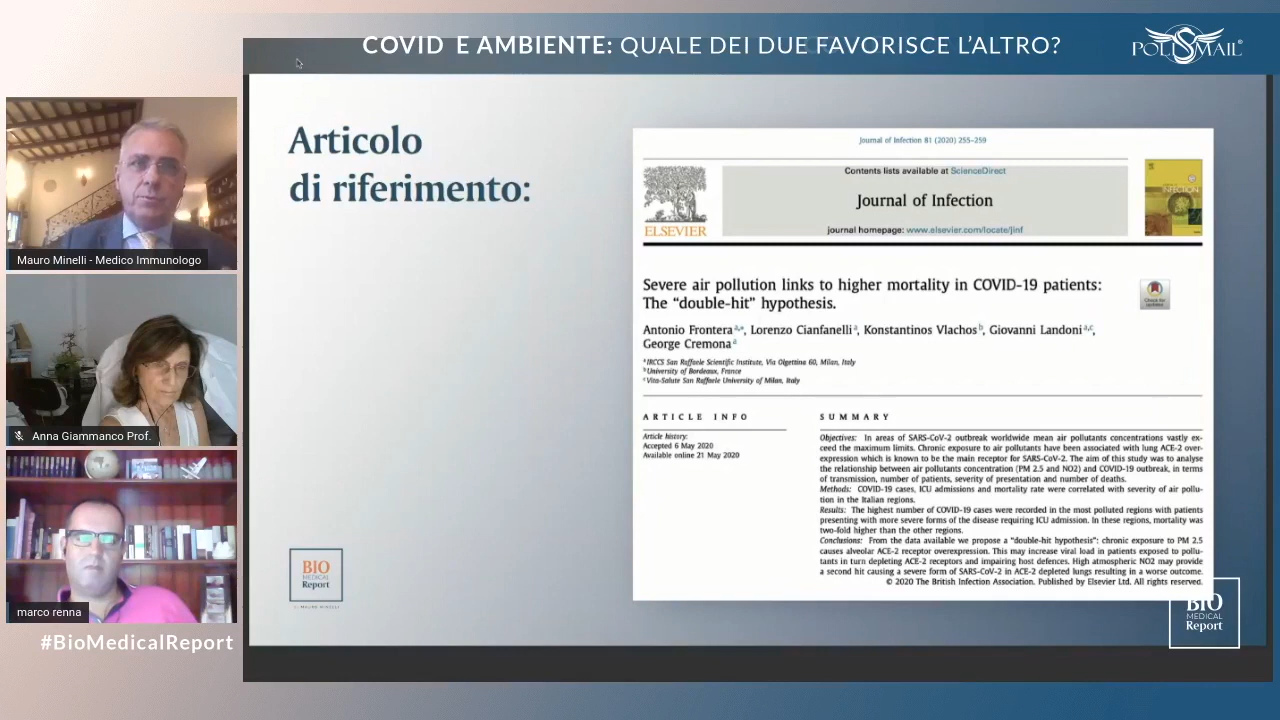 COVID E AMBIENTE: QUALE DEI DUE FAVORISCE L'ALTRO?
POLISMAIL®
Mauro Minelli - Medico Immunologo
Anna Giammanco Prof.
marco renna
#BioMedicalReport
Articolo
di riferimento:
BIO
MEDICAL
Report
DI MAURO MINELLI
Journal of Infection 81 (2020) 255–259
Contents lists available at ScienceDirect
Journal of Infection
journal homepage: www.elsevier.com/locate/jinf
ELSEVIER
INFECTION
Severe air pollution links to higher mortality in COVID-19 patients:
The “double-hit” hypothesis.
Check for
updates
Antonio Frontera a,*, Lorenzo Cianfanelli a, Konstantinos Vlachos b, Giovanni Landoni a,c,
George Cremona a
a IRCCS San Raffaele Scientific Institute, Via Olgettina 60, Milan, Italy
b University of Bordeaux, France
c Vita-Salute San Raffaele University of Milan, Italy
ARTICLE INFO
Article history:
Accepted 6 May 2020
Available online 21 May 2020
SUMMARY
Objectives: In areas of SARS-CoV-2 outbreak worldwide mean air pollutants concentrations vastly ex-
ceed the maximum limits. Chronic exposure to air pollutants have been associated with lung ACE-2 over-
expression which is known to be the main receptor for SARS-CoV-2. The aim of this study was to analyse
the relationship between air pollutants concentration (PM 2.5 and NO2) and COVID-19 outbreak, in terms
of transmission, number of patients, severity of presentation and number of deaths.
Methods: COVID-19 cases, ICU admissions and mortality rate were correlated with severity of air pollu-
tion in the Italian regions.
Results: The highest number of COVID-19 cases were recorded in the most polluted regions with patients
presenting with more severe forms of the disease requiring ICU admission. In these regions, mortality was
two-fold higher than the other regions.
Conclusions: From the data available we propose a “double-hit hypothesis”: chronic exposure to PM 2.5
causes alveolar ACE-2 receptor overexpression. This may increase viral load in patients exposed to pollu-
tants in turn depleting ACE-2 receptors and impairing host defences. High atmospheric NO2 may provide
a second hit causing a severe form of SARS-CoV-2 in ACE-2 depleted lungs resulting in a worse outcome.
© 2020 The British Infection Association. Published by Elsevier Ltd. All rights reserved.
BIO
MEDICAL
Report